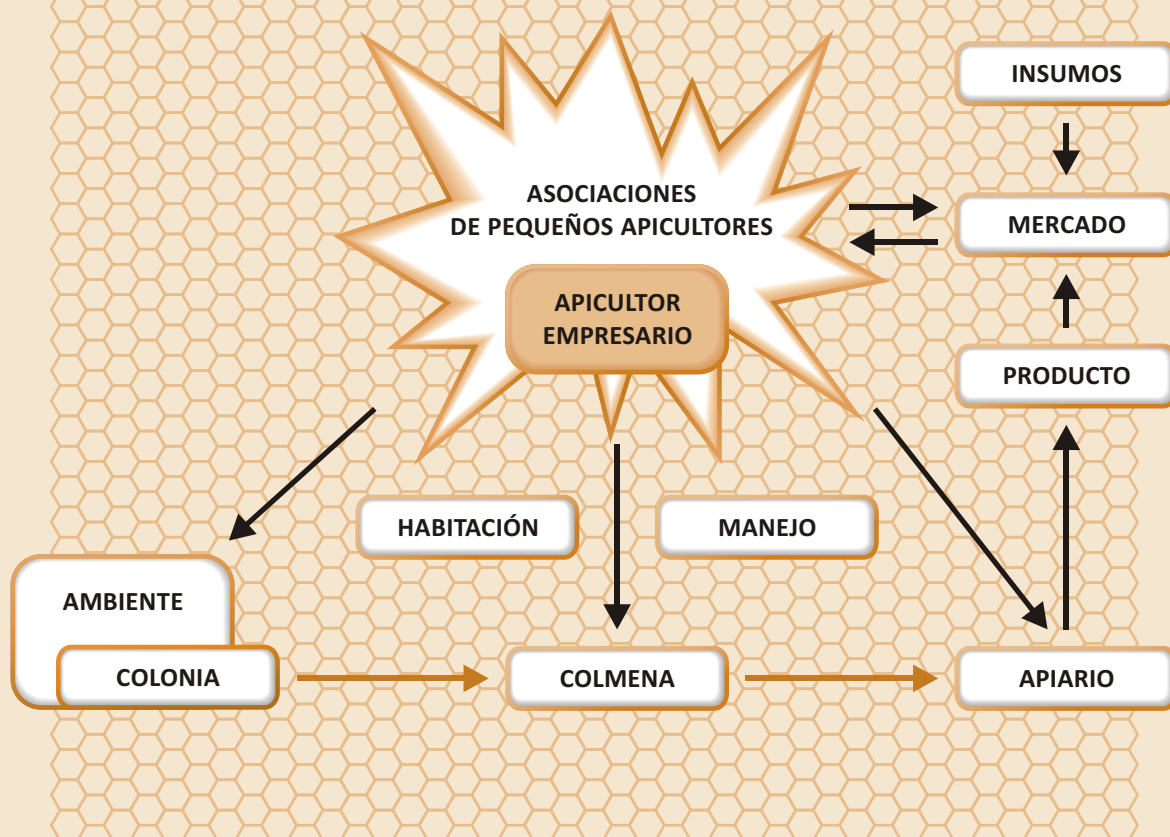 INSUMOS
ASOCIACIONES
DE PEQUEÑOS APICULTORES
MERCADO
APICULTOR
EMPRESARIO
PRODUCTO
HABITACIÓN
MANEJO
AMBIENTE
COLONIA
COLMENA
APIARIO